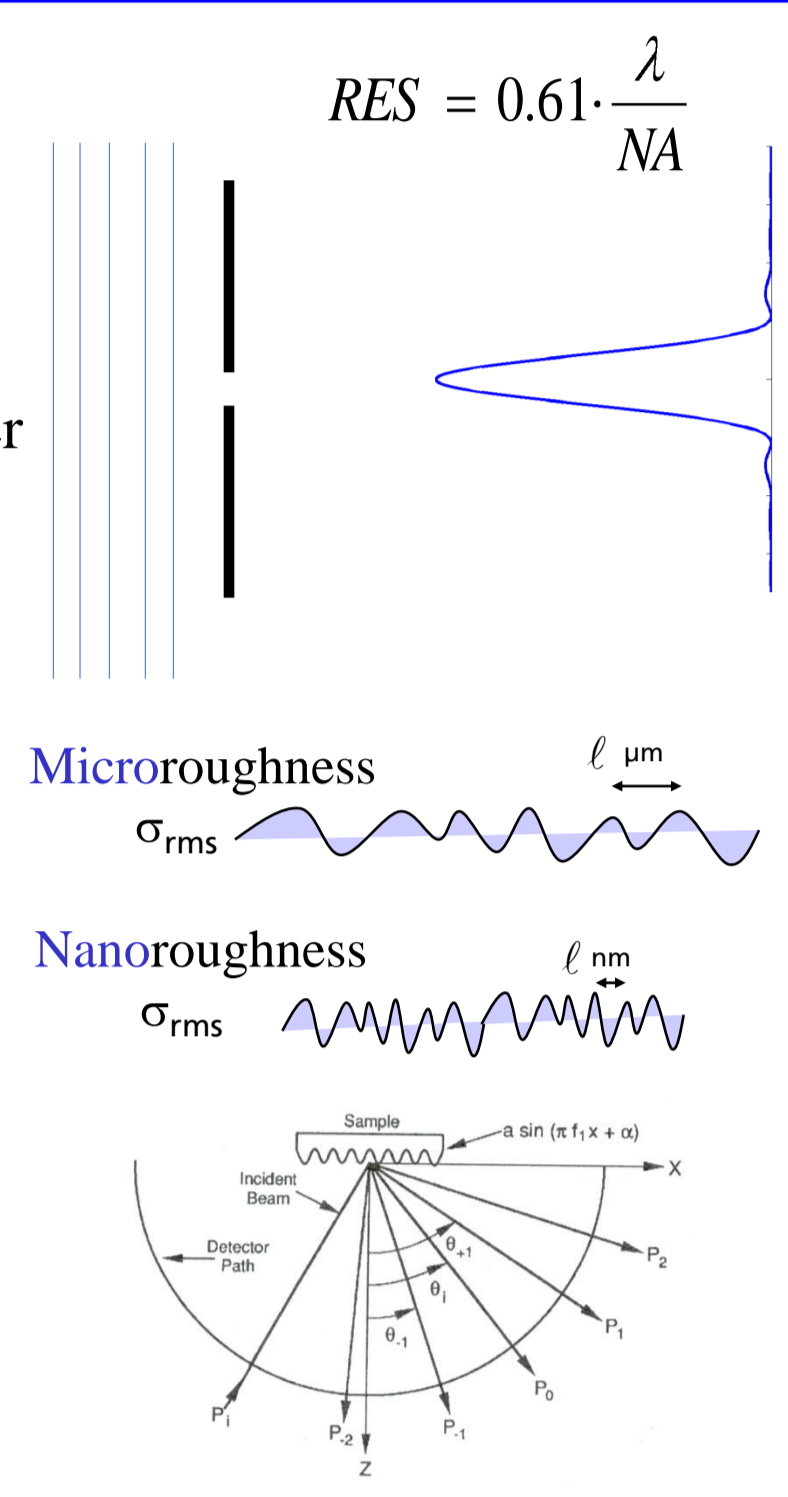 RES = 0.61·λ/NA
r
Microroughness
ℓ μm
σrms
Nanoroughness
ℓ nm
σrms
Sample
a sin (π f₁ x + α)
X
Incident
Beam
Detector
Path
θ+1
θi
θ-1
P₂
P₁
P₀
Pi
P-2
P-1
Z